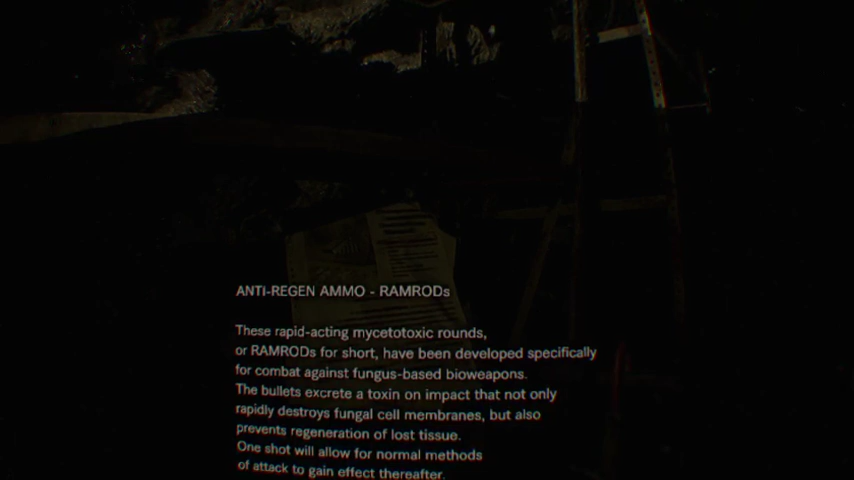 ANTI-REGEN AMMO - RAMRODs
These rapid-acting mycetotoxic rounds,
or RAMRODs for short, have been developed specifically
for combat against fungus-based bioweapons.
The bullets excrete a toxin on impact that not only
rapidly destroys fungal cell membranes, but also
prevents regeneration of lost tissue.
One shot will allow for normal methods
of attack to gain effect thereafter.